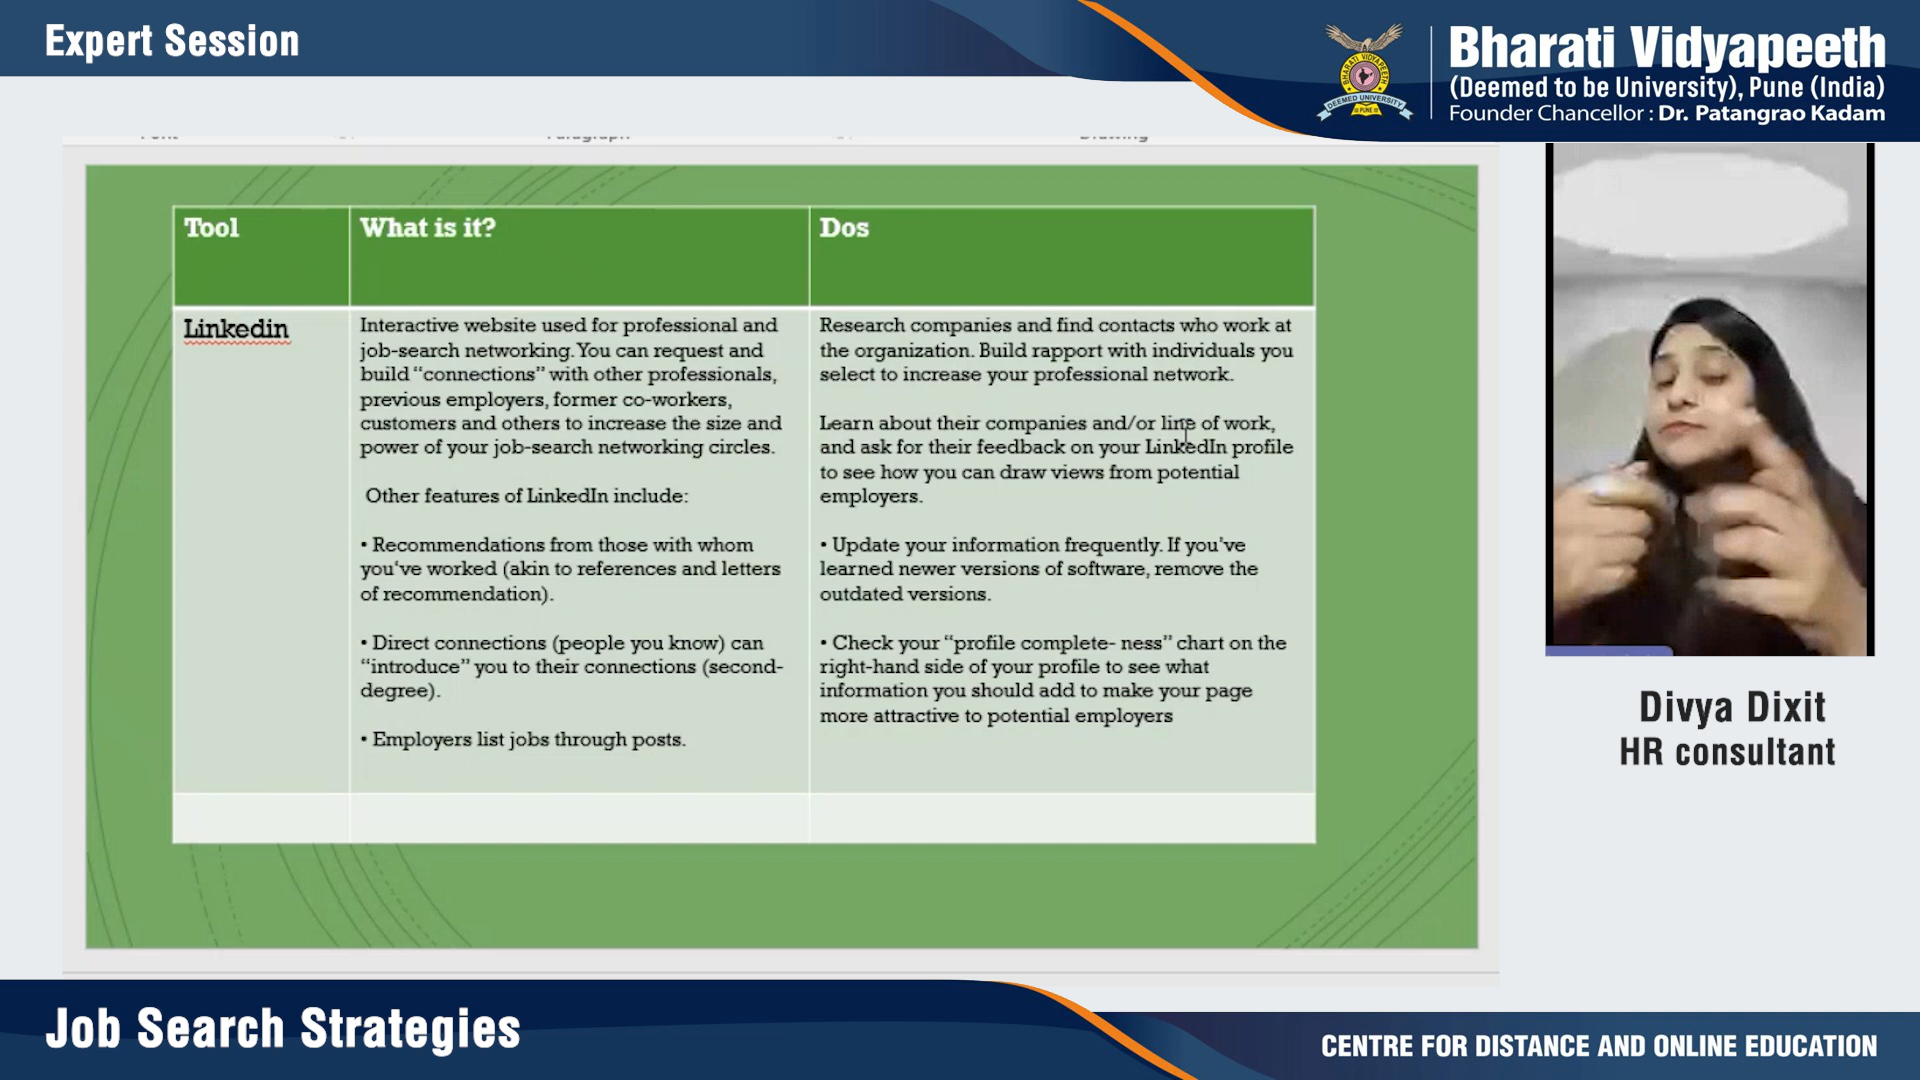 Expert Session
Bharati Vidyapeeth
(Deemed to be University), Pune (India)
Founder Chancellor : Dr. Patangrao Kadam
BHARATI VIDYAPEETH
DEEMED UNIVERSITY
PUNE
Paragraph
Drawing
Tool
What is it?
Dos
Linkedin
Interactive website used for professional and
job-search networking. You can request and
build "connections" with other professionals,
previous employers, former co-workers,
customers and others to increase the size and
power of your job-search networking circles.
Other features of LinkedIn include:
• Recommendations from those with whom
you've worked (akin to references and letters
of recommendation).
• Direct connections (people you know) can
"introduce" you to their connections (second-
degree).
• Employers list jobs through posts.
Research companies and find contacts who work at
the organization. Build rapport with individuals you
select to increase your professional network.
Learn about their companies and/or line of work,
and ask for their feedback on your LinkedIn profile
to see how you can draw views from potential
employers.
• Update your information frequently. If you've
learned newer versions of software, remove the
outdated versions.
• Check your "profile complete- ness" chart on the
right-hand side of your profile to see what
information you should add to make your page
more attractive to potential employers
Divya Dixit
HR consultant
Job Search Strategies
CENTRE FOR DISTANCE AND ONLINE EDUCATION